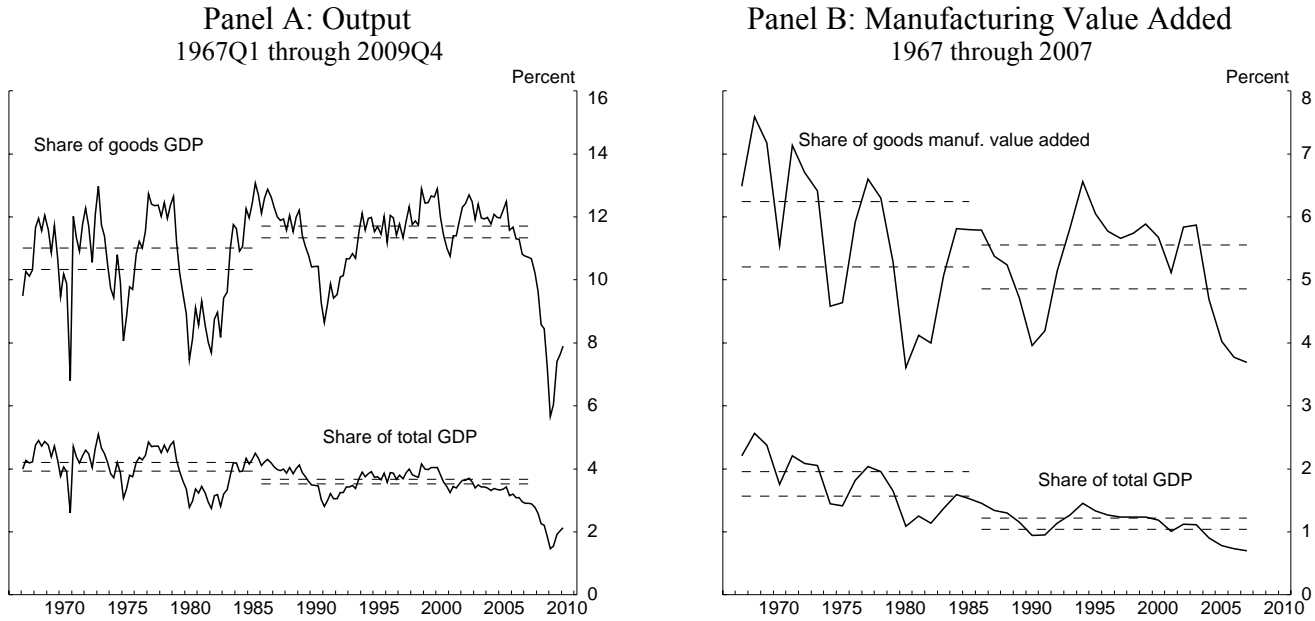 Panel A: Output
1967Q1 through 2009Q4
Percent
16
14
12
10
8
6
4
2
0
Share of goods GDP
Share of total GDP
1970 1975 1980 1985 1990 1995 2000 2005 2010
Panel B: Manufacturing Value Added
1967 through 2007
Percent
8
7
6
5
4
3
2
1
0
Share of goods manuf. value added
Share of total GDP
1970 1975 1980 1985 1990 1995 2000 2005 2010